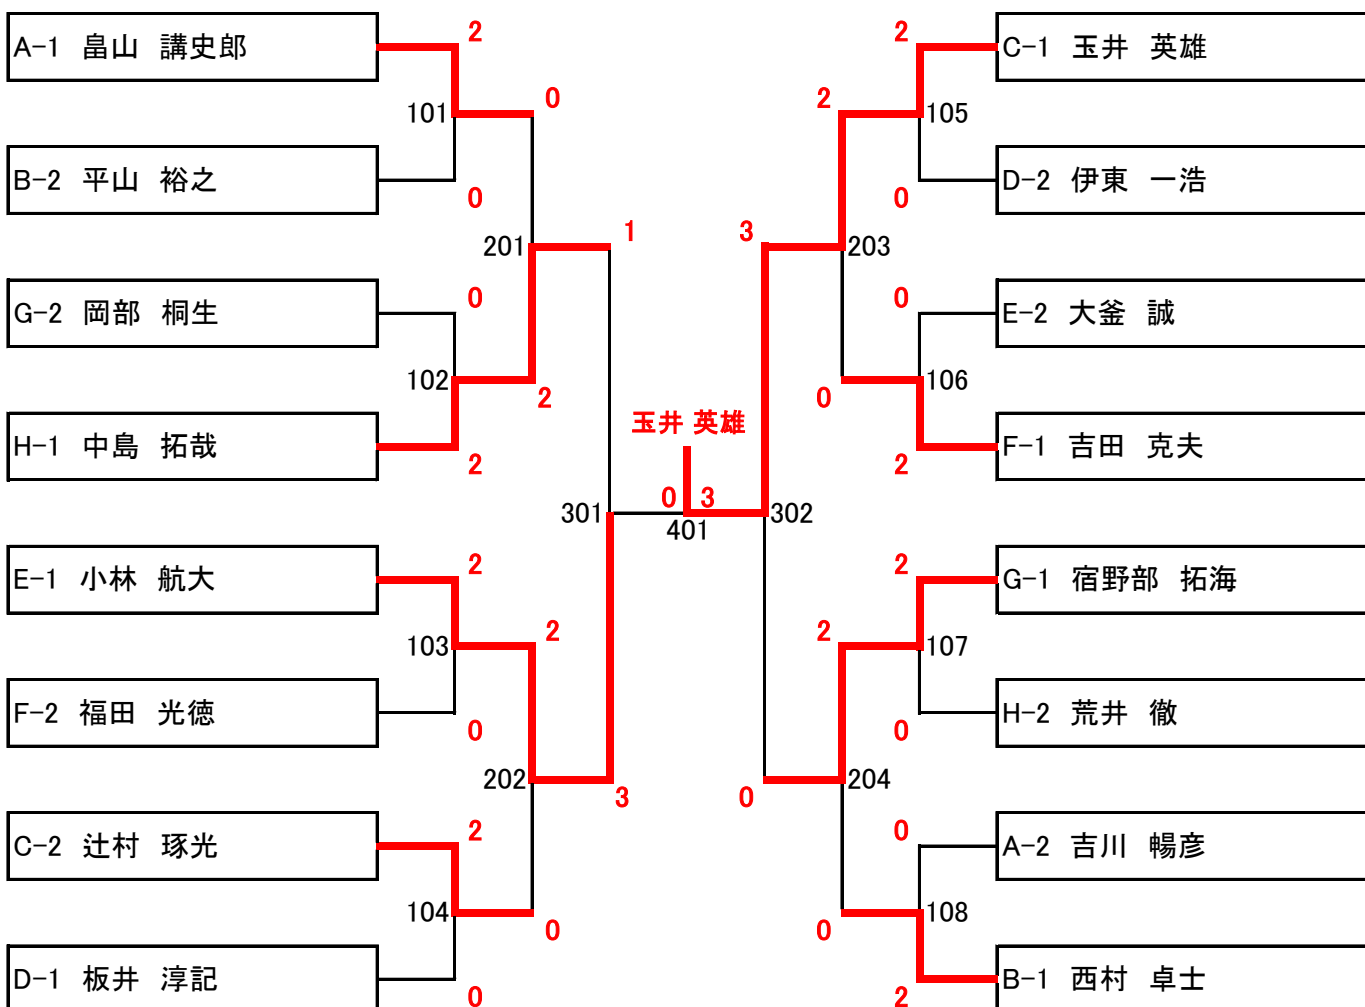 A-1 畠山 講史郎
2
101
0
B-2 平山 裕之
0
201
1
G-2 岡部 桐生
0
102
2
H-1 中島 拓哉
2
301
E-1 小林 航大
2
103
2
F-2 福田 光徳
0
202
3
C-2 辻村 琢光
2
104
0
D-1 板井 淳記
0
玉井 英雄
0 3
401
C-1 玉井 英雄
2
2
105
D-2 伊東 一浩
0
3
203
E-2 大釜 誠
0
106
0
F-1 吉田 克夫
2
302
G-1 宿野部 拓海
2
2
107
H-2 荒井 徹
0
0
204
A-2 吉川 暢彦
0
108
0
B-1 西村 卓士
2